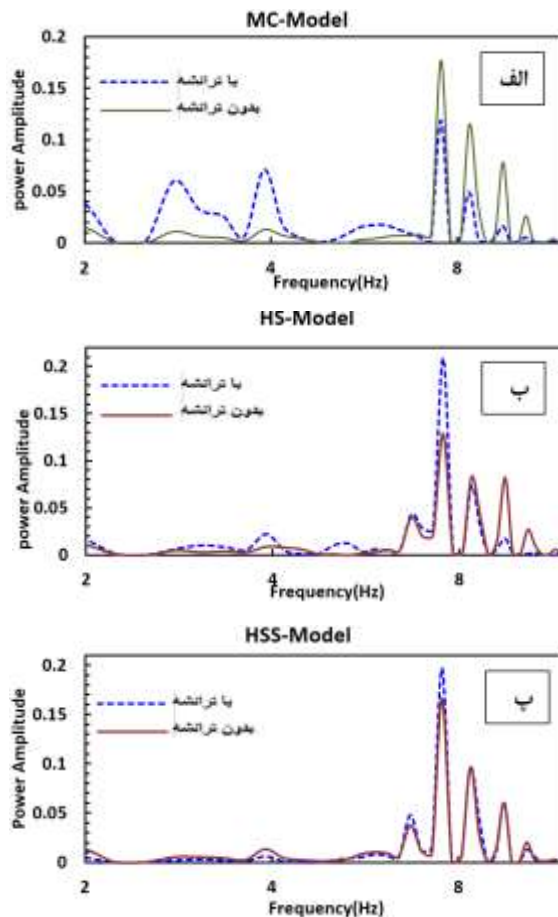 MC-Model
0.2
0.15
0.1
0.05
0
با ترانشه
بدون ترانشه
الف
power Amplitude
2
4
8
Frequency(Hz)
HS-Model
0.2
0.15
0.1
0.05
0
با ترانشه
بدون ترانشه
ب
power Amplitude
2
4
8
Frequency(Hz)
HSS-Model
0.2
0.15
0.1
0.05
0
با ترانشه
بدون ترانشه
پ
Power Amplitude
2
4
8
Frequency(Hz)